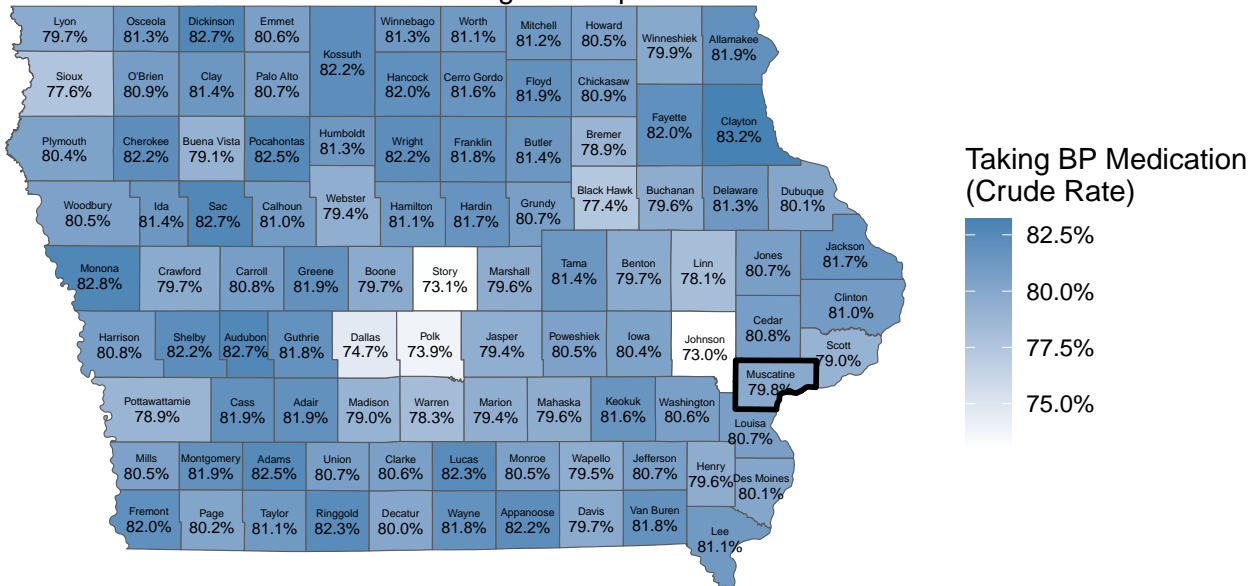 Lyon
79.7%
Osceola
81.3%
Dickinson
82.7%
Emmet
80.6%
Kossuth
82.2%
Winnebago
81.3%
Worth
81.1%
Mitchell
81.2%
Howard
80.5%
Winneshiek
79.9%
Allamakee
81.9%
Sioux
77.6%
O'Brien
80.9%
Clay
81.4%
Palo Alto
80.7%
Hancock
82.0%
Cerro Gordo
81.6%
Floyd
81.9%
Chickasaw
80.9%
Fayette
82.0%
Clayton
83.2%
Plymouth
80.4%
Cherokee
82.2%
Buena Vista
79.1%
Pocahontas
82.5%
Humboldt
81.3%
Wright
82.2%
Franklin
81.8%
Butler
81.4%
Bremer
78.9%
Woodbury
80.5%
Ida
81.4%
Sac
82.7%
Calhoun
81.0%
Webster
79.4%
Hamilton
81.1%
Hardin
81.7%
Grundy
80.7%
Black Hawk
77.4%
Buchanan
79.6%
Delaware
81.3%
Dubuque
80.1%
Monona
82.8%
Crawford
79.7%
Carroll
80.8%
Greene
81.9%
Boone
79.7%
Story
73.1%
Marshall
79.6%
Tama
81.4%
Benton
79.7%
Linn
78.1%
Jones
80.7%
Jackson
81.7%
Clinton
81.0%
Harrison
80.8%
Shelby
82.2%
Audubon
82.7%
Guthrie
81.8%
Dallas
74.7%
Polk
73.9%
Jasper
79.4%
Poweshiek
80.5%
Iowa
80.4%
Johnson
73.0%
Cedar
80.8%
Scott
79.0%
Muscatine
79.8%
Pottawattamie
78.9%
Cass
81.9%
Adair
81.9%
Madison
79.0%
Warren
78.3%
Marion
79.4%
Mahaska
79.6%
Keokuk
81.6%
Washington
80.6%
Louisa
80.7%
Mills
80.5%
Montgomery
81.9%
Adams
82.5%
Union
80.7%
Clarke
80.6%
Lucas
82.3%
Monroe
80.5%
Wapello
79.5%
Jefferson
80.7%
Henry
79.6%
Des Moines
80.1%
Fremont
82.0%
Page
80.2%
Taylor
81.1%
Ringgold
82.3%
Decatur
80.0%
Wayne
81.8%
Appanoose
82.2%
Davis
79.7%
Van Buren
81.8%
Lee
81.1%
Taking BP Medication
(Crude Rate)
82.5%
80.0%
77.5%
75.0%